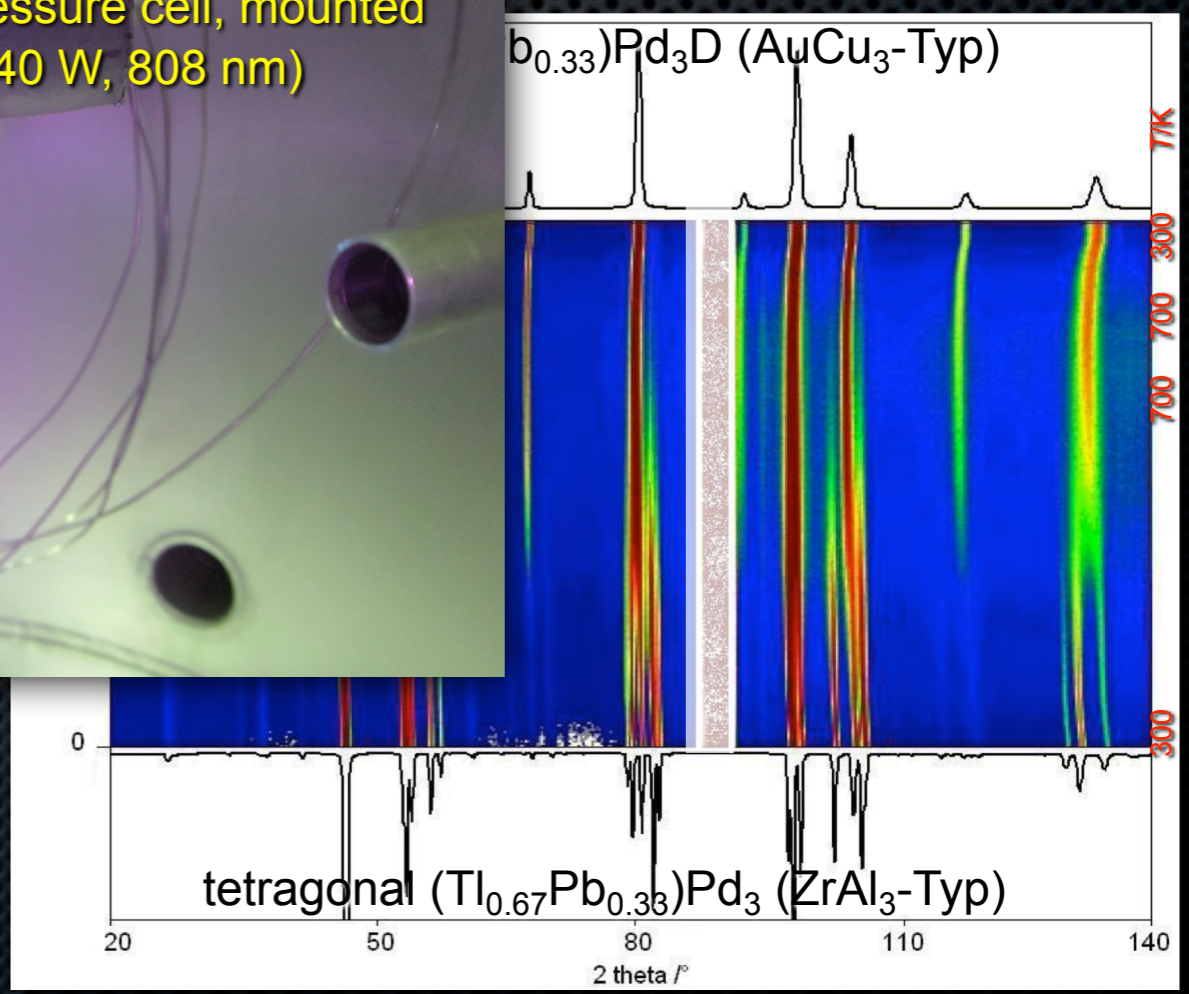 essure cell, mounted
40 W, 808 nm)
b0.33)Pd3D (AuCu3-Typ)
T/K
300
700
700
300
0
tetragonal (Tl0.67Pb0.33)Pd3 (ZrAl3-Typ)
20 50 80 110 140
2 theta /°